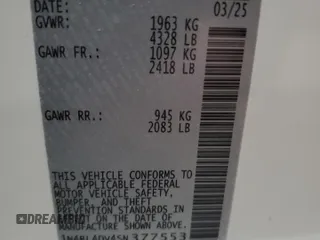 DATE: 03/25
GVWR: 1963 KG
4328 LB
GAWR FR.: 1097 KG
2418 LB
GAWR RR.: 945 KG
2083 LB
THIS VEHICLE CONFORMS TO ALL
APPLICABLE FEDERAL
MOTOR VEHICLE SAFETY,
BUMPER, AND THEFT
PREVENTION STANDARDS
IN EFFECT ON THE DATE OF
MANUFACTURE SHOWN ABOVE
377553
DREAMBID